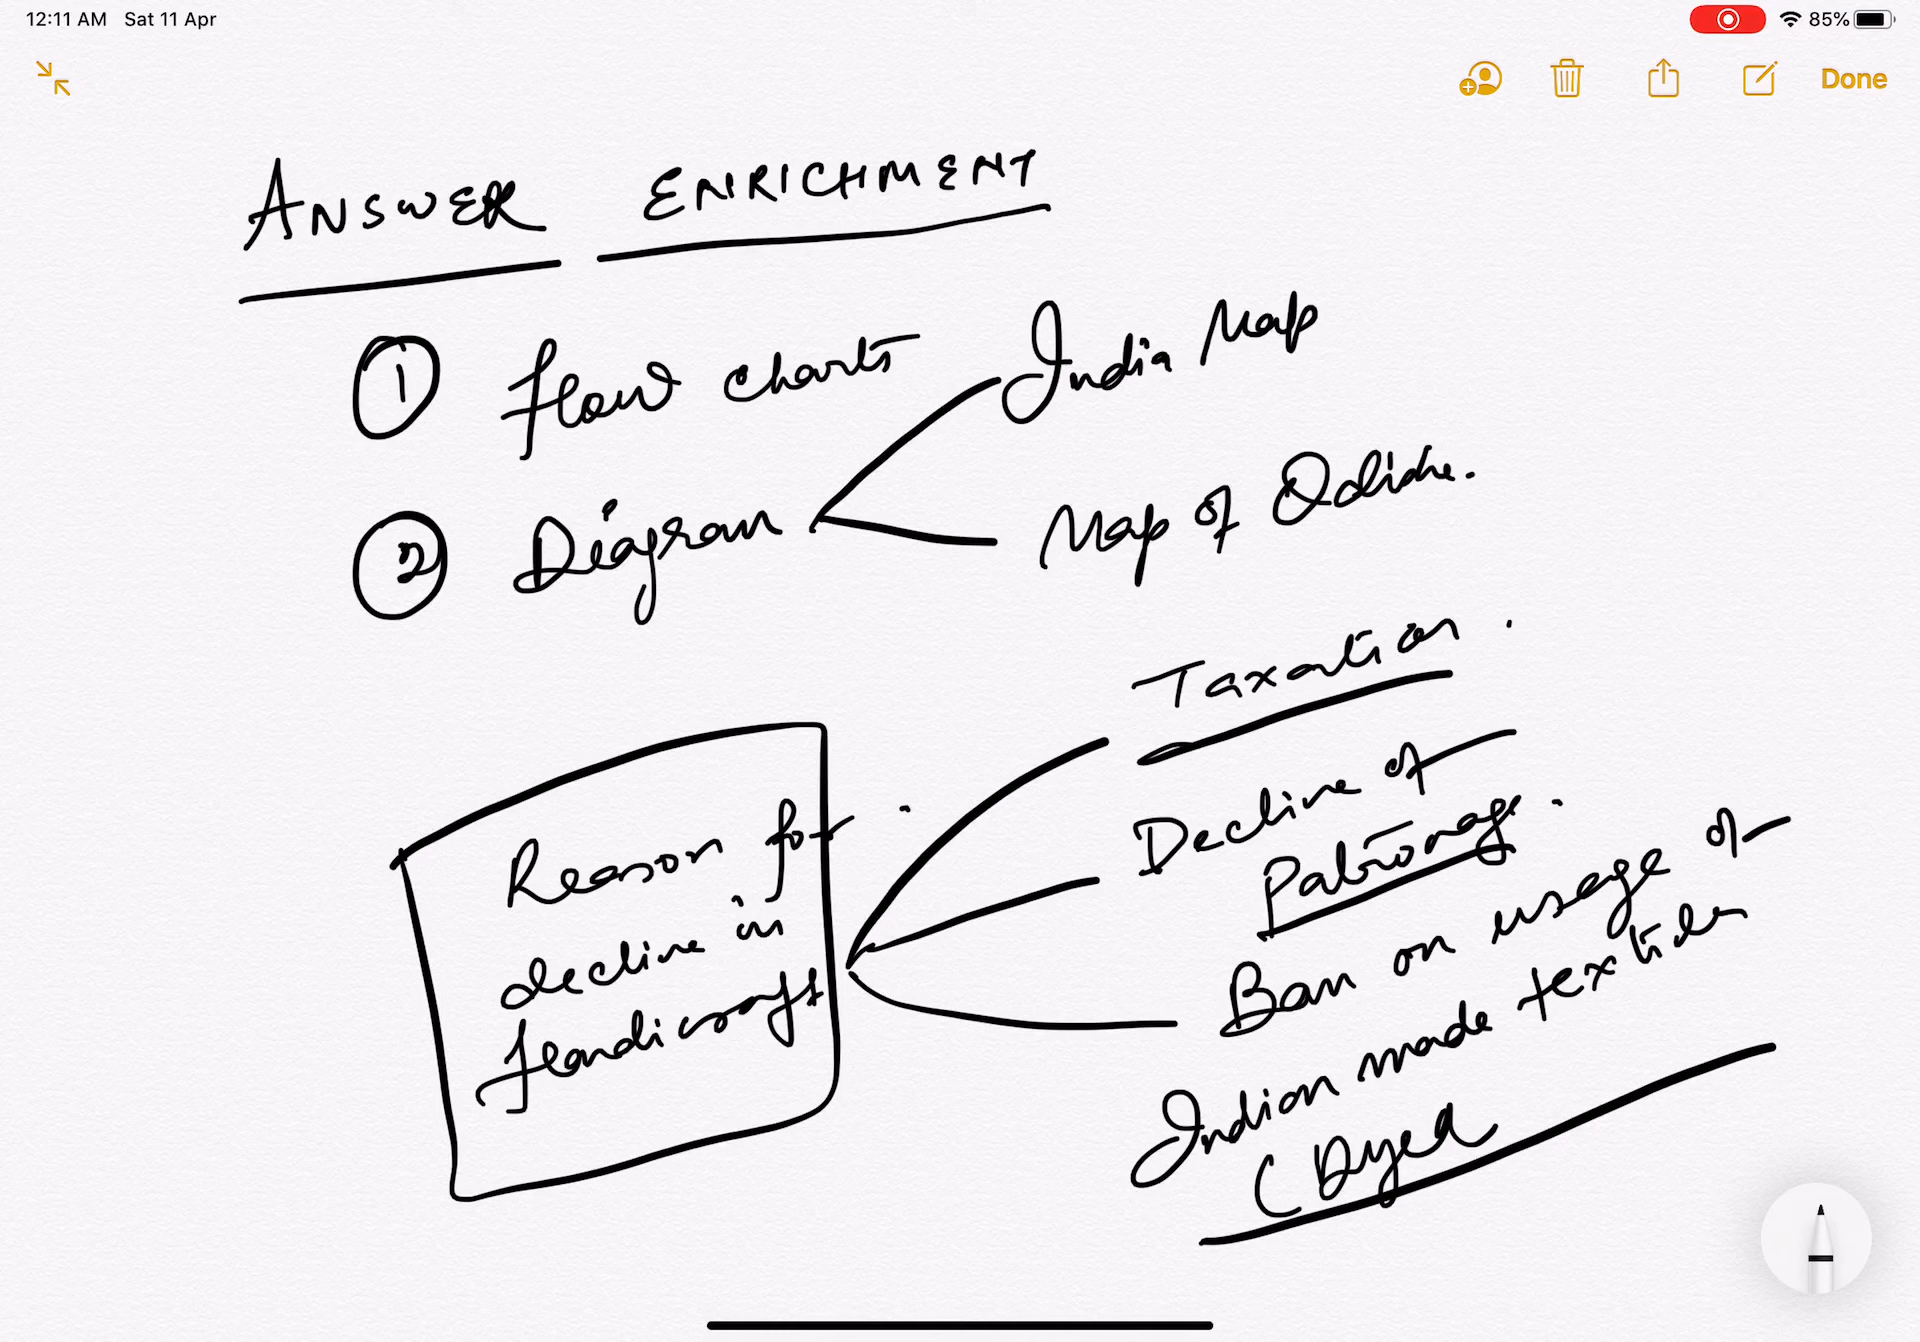 12:11 AM Sat 11 Apr
85%
Done
ANSWER ENRICHMENT
1 Flow charts
India Map
2 Diagram
Map of Odisha.
Taxation.
Decline of
Patronage.
Reason for
decline in
Handicraft
Ban on usage of
Indian made textiles
(Dyed